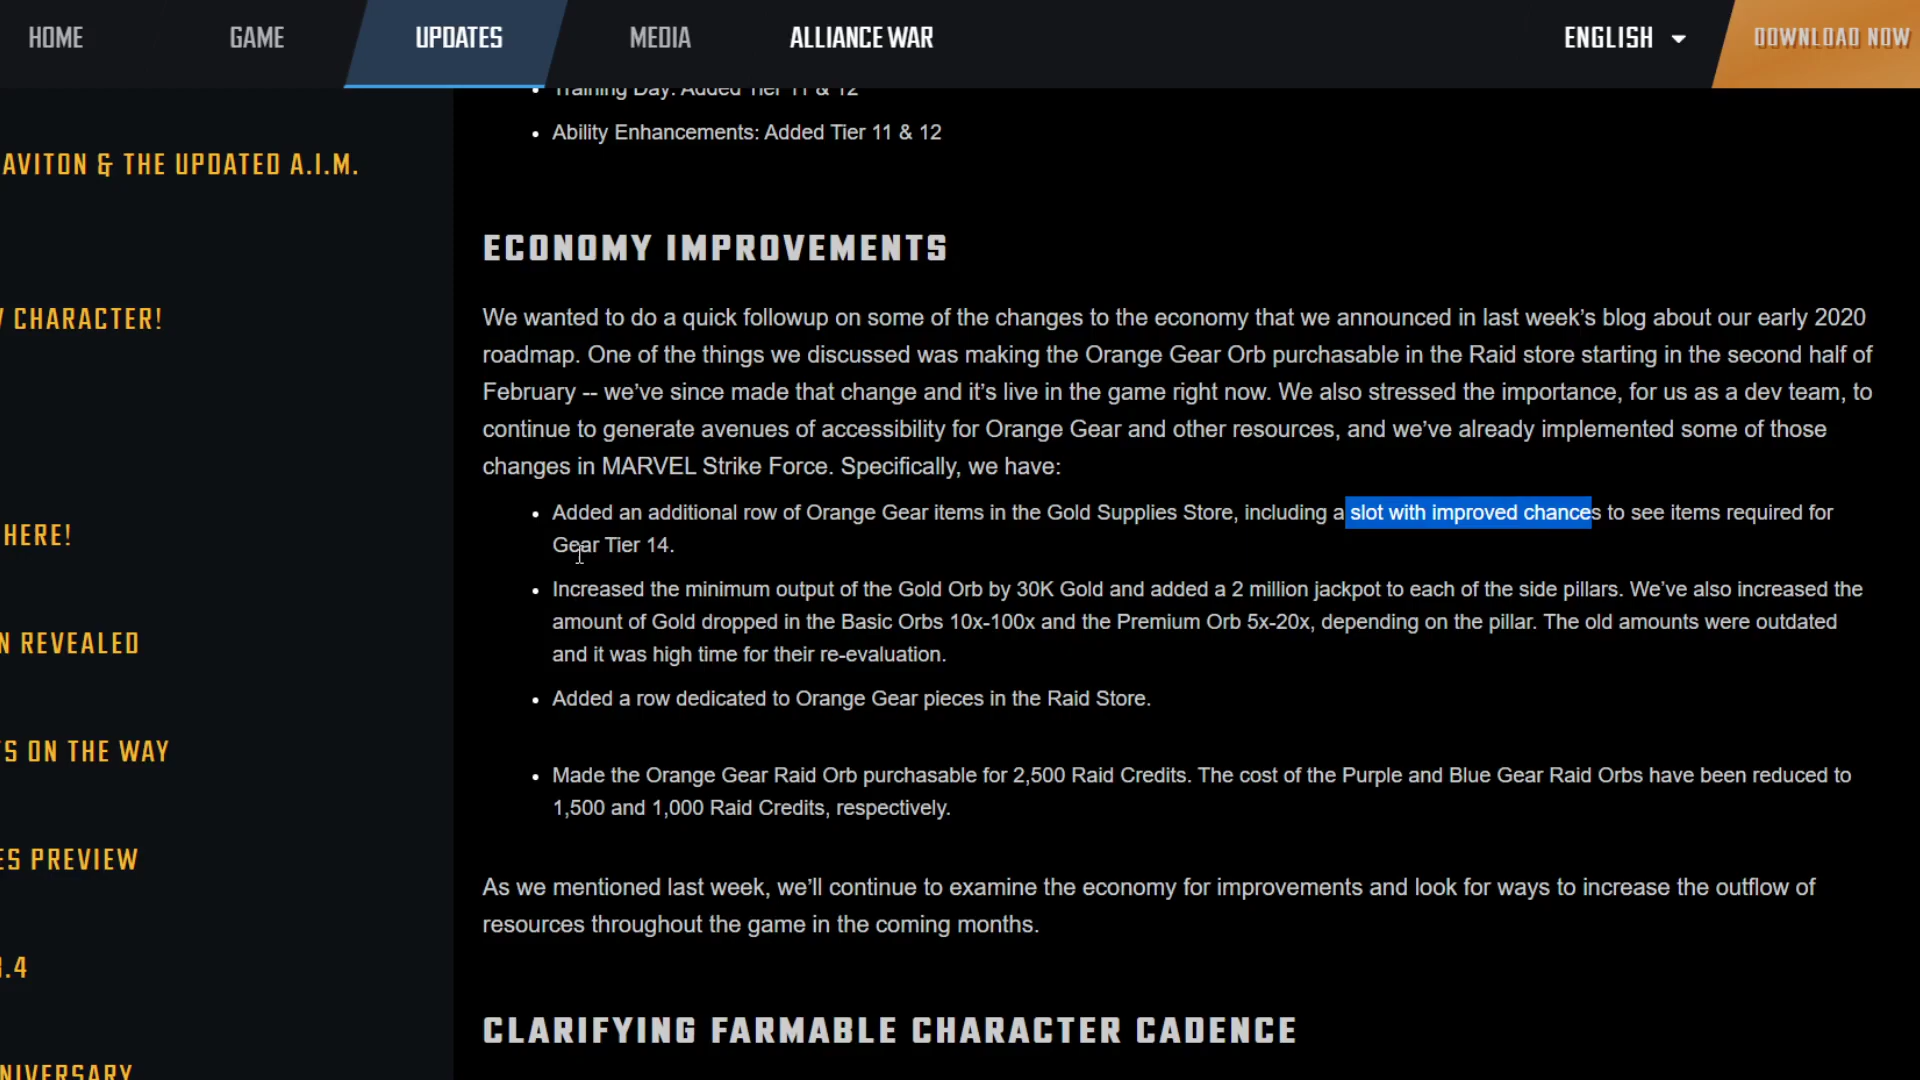 HOME GAME UPDATES MEDIA ALLIANCE WAR ENGLISH DOWNLOAD NOW
AVITON & THE UPDATED A.I.M.
CHARACTER!
HERE!
N REVEALED
S ON THE WAY
ES PREVIEW
.4
NIVERSARY
• Training Day: Added Tier 11 & 12
• Ability Enhancements: Added Tier 11 & 12
ECONOMY IMPROVEMENTS
We wanted to do a quick followup on some of the changes to the economy that we announced in last week’s blog about our early 2020
roadmap. One of the things we discussed was making the Orange Gear Orb purchasable in the Raid store starting in the second half of
February -- we’ve since made that change and it’s live in the game right now. We also stressed the importance, for us as a dev team, to
continue to generate avenues of accessibility for Orange Gear and other resources, and we’ve already implemented some of those
changes in MARVEL Strike Force. Specifically, we have:
• Added an additional row of Orange Gear items in the Gold Supplies Store, including a slot with improved chances to see items required for
Gear Tier 14.
• Increased the minimum output of the Gold Orb by 30K Gold and added a 2 million jackpot to each of the side pillars. We’ve also increased the
amount of Gold dropped in the Basic Orbs 10x-100x and the Premium Orb 5x-20x, depending on the pillar. The old amounts were outdated
and it was high time for their re-evaluation.
• Added a row dedicated to Orange Gear pieces in the Raid Store.
• Made the Orange Gear Raid Orb purchasable for 2,500 Raid Credits. The cost of the Purple and Blue Gear Raid Orbs have been reduced to
1,500 and 1,000 Raid Credits, respectively.
As we mentioned last week, we’ll continue to examine the economy for improvements and look for ways to increase the outflow of
resources throughout the game in the coming months.
CLARIFYING FARMABLE CHARACTER CADENCE